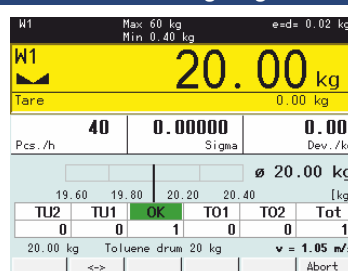 W1 Max 60 kg e=d= 0.02 kg
Min 0.40 kg
W1
20.00 kg
Tare 0.00 kg
40 0.00000 0.00
Pcs./h Sigma Dev./kg
ø 20.00 kg
19.60 19.80 20.20 20.40 [kg
TU2 TU1 OK TO1 TO2 Tot
0 0 1 0 0 1
20.00 kg Toluene drum 20 kg v = 1.05 m/
<-> Abort